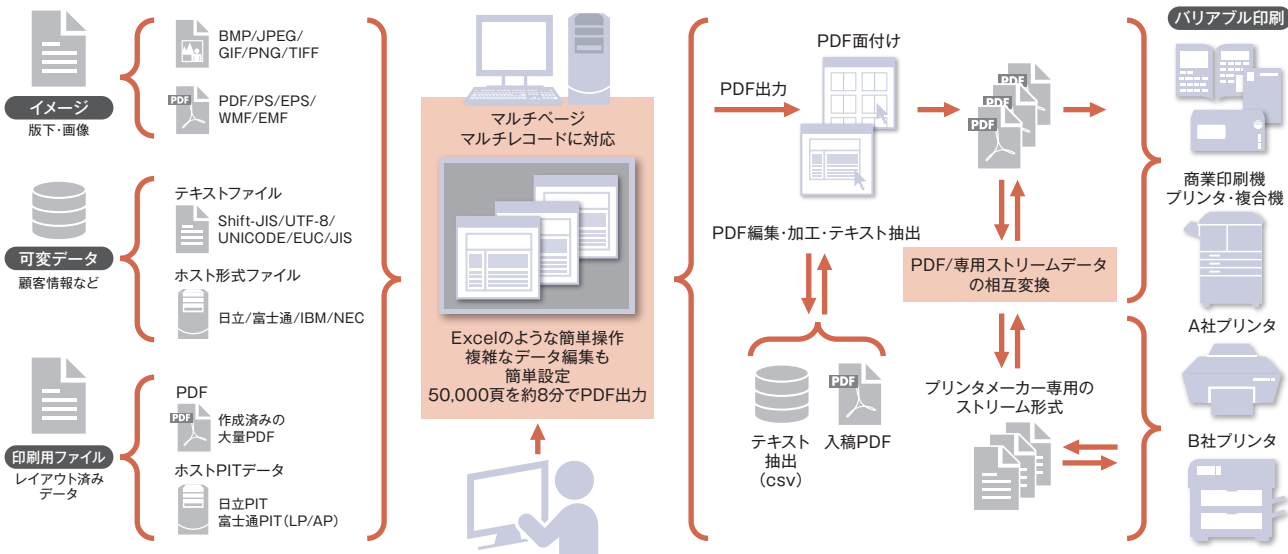 イメージ
版下・画像
BMP/JPEG/
GIF/PNG/TIFF
PDF
PDF/PS/EPS/
WMF/EMF
可変データ
顧客情報など
テキストファイル
Shift-JIS/UTF-8/
UNICODE/EUC/JIS
ホスト形式ファイル
日立/富士通/IBM/NEC
印刷用ファイル
レイアウト済み
データ
PDF
PDF
作成済みの
大量PDF
ホストPITデータ
日立PIT
富士通PIT(LP/AP)
マルチページ
マルチレコードに対応
Excelのような簡単操作
複雑なデータ編集も
簡単設定
50,000頁を約8分でPDF出力
PDF出力
PDF面付け
PDF
PDF
PDF
PDF編集・加工・テキスト抽出
テキスト
抽出
(csv)
PDF
入稿PDF
PDF/専用ストリームデータ
の相互変換
プリンタメーカー専用の
ストリーム形式
バリアブル印刷
商業印刷機
プリンタ・複合機
A社プリンタ
B社プリンタ